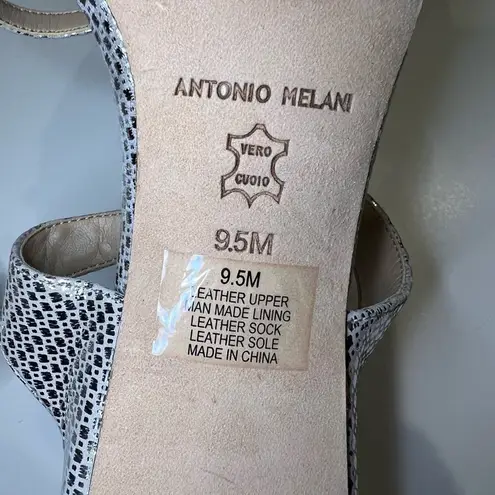 ANTONIO MELANI
VERO
CUOIO
9.5M
9.5M
LEATHER UPPER
MAN MADE LINING
LEATHER SOCK
LEATHER SOLE
MADE IN CHINA